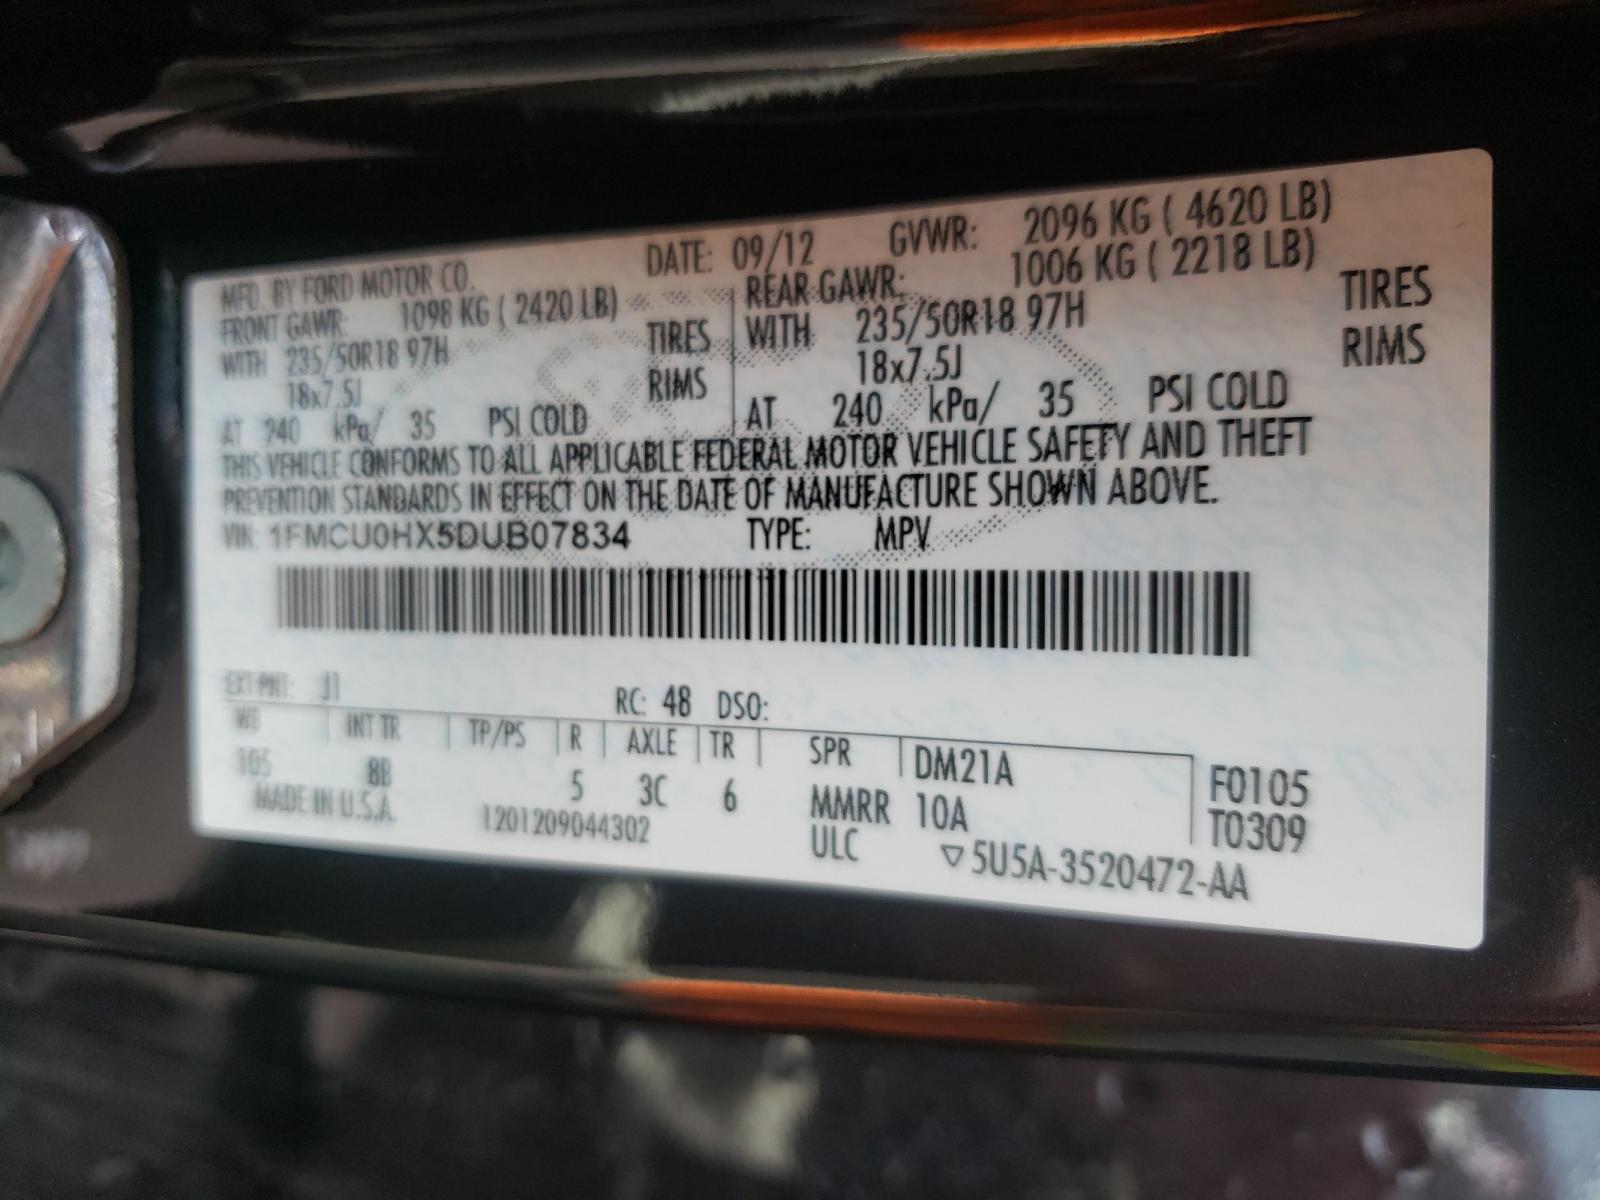 MFD. BY FORD MOTOR CO. DATE: 09/12 GVWR: 2096 KG ( 4620 LB)
FRONT GAWR: 1098 KG ( 2420 LB) REAR GAWR: 1006 KG ( 2218 LB)
WITH 235/50R18 97H TIRES WITH 235/50R18 97H TIRES
18x7.5J RIMS 18x7.5J RIMS
AT 240 kPa/ 35 PSI COLD AT 240 kPa/ 35 PSI COLD
THIS VEHICLE CONFORMS TO ALL APPLICABLE FEDERAL MOTOR VEHICLE SAFETY AND THEFT
PREVENTION STANDARDS IN EFFECT ON THE DATE OF MANUFACTURE SHOWN ABOVE.
VIN: 1FMCU0HX5DUB07834 TYPE: MPV
EXT PNT: J1 RC: 48 DSO:
WB INT TR TP/PS R AXLE TR SPR DM21A F0105
105 8B 5 3C 6 MMRR 10A T0309
MADE IN U.S.A. 1201209044302 ULC ▽5U5A-3520472-AA